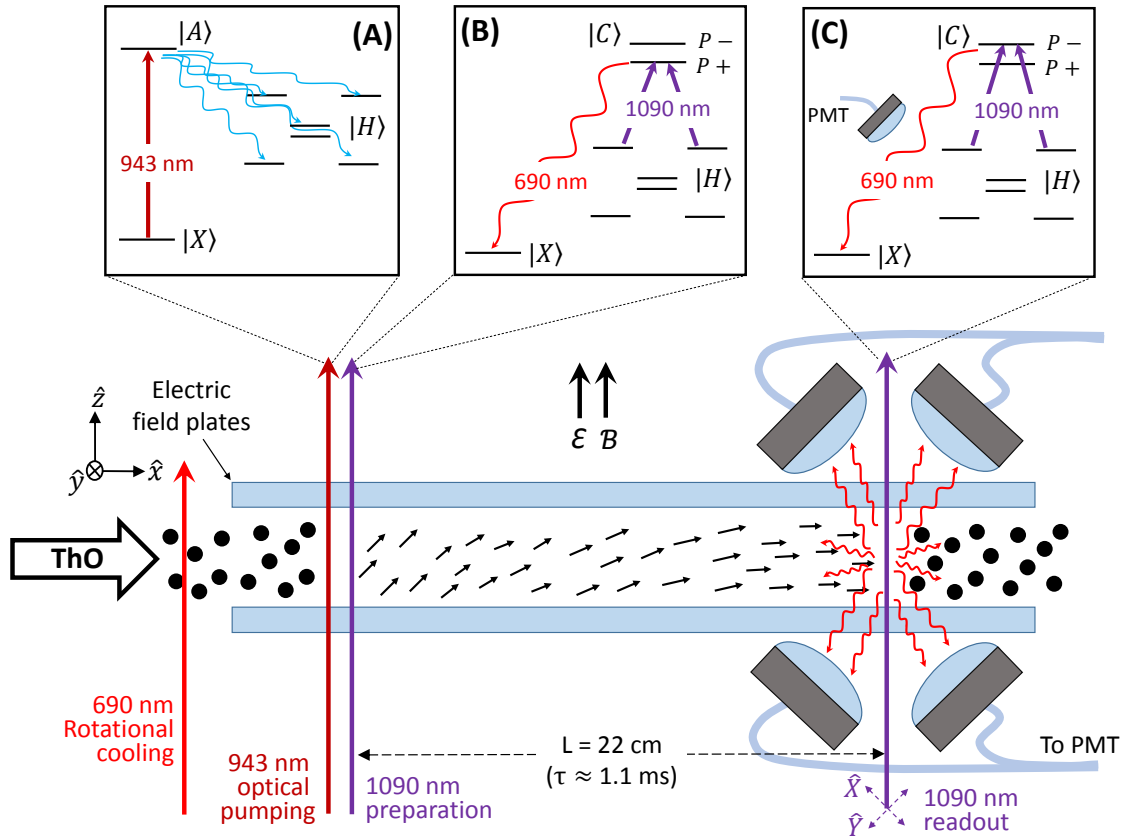 |A⟩
(A)
943 nm
|H⟩
|X⟩
(B)
|C⟩
P −
P +
1090 nm
690 nm
|H⟩
|X⟩
(C)
|C⟩
P −
P +
PMT
1090 nm
690 nm
|H⟩
|X⟩
Electric
field plates
ẑ
ŷ
x̂
ℰ
ℬ
ThO
690 nm
Rotational
cooling
943 nm
optical
pumping
1090 nm
preparation
L = 22 cm
(τ ≈ 1.1 ms)
To PMT
X̂
Ŷ
1090 nm
readout